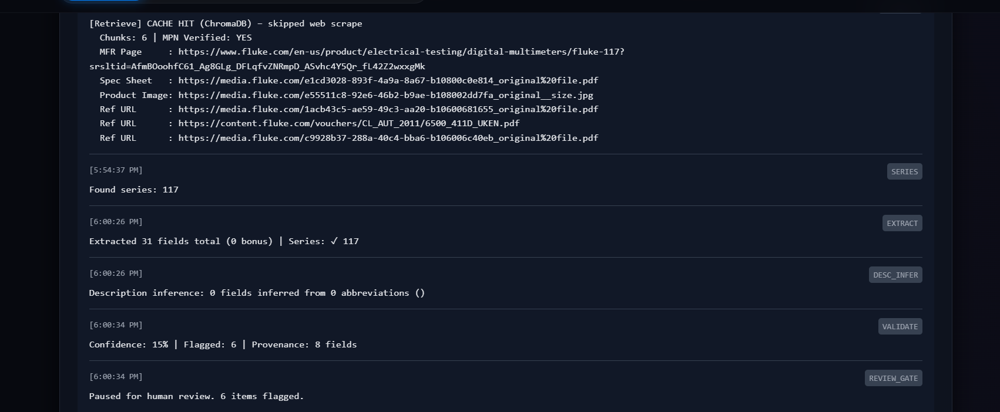 [Retrieve] CACHE HIT (ChromaDB) – skipped web scrape
Chunks: 6 | MPN Verified: YES
MFR Page : https://www.fluke.com/en-us/product/electrical-testing/digital-multimeters/fluke-117?
srsltid=AfmBOoohfC61_Ag8GLg_DFLqfvZNRmpD_ASvhc4Y5Qr_fL42Z2wxxgMk
Spec Sheet : https://media.fluke.com/e1cd3028-893f-4a9a-8a67-b10800c0e814_original%20file.pdf
Product Image: https://media.fluke.com/e55511c8-92e6-46b2-b9ae-b108002dd7fa_original__size.jpg
Ref URL : https://media.fluke.com/1acb43c5-ae59-49c3-aa20-b10600681655_original%20file.pdf
Ref URL : https://content.fluke.com/vouchers/CL_AUT_2011/6500_411D_UKEN.pdf
Ref URL : https://media.fluke.com/c9928b37-288a-40c4-bba6-b106006c40eb_original%20file.pdf
[5:54:37 PM] SERIES
Found series: 117
[6:00:26 PM] EXTRACT
Extracted 31 fields total (0 bonus) | Series: ✓ 117
[6:00:26 PM] DESC_INFER
Description inference: 0 fields inferred from 0 abbreviations ()
[6:00:34 PM] VALIDATE
Confidence: 15% | Flagged: 6 | Provenance: 8 fields
[6:00:34 PM] REVIEW_GATE
Paused for human review. 6 items flagged.